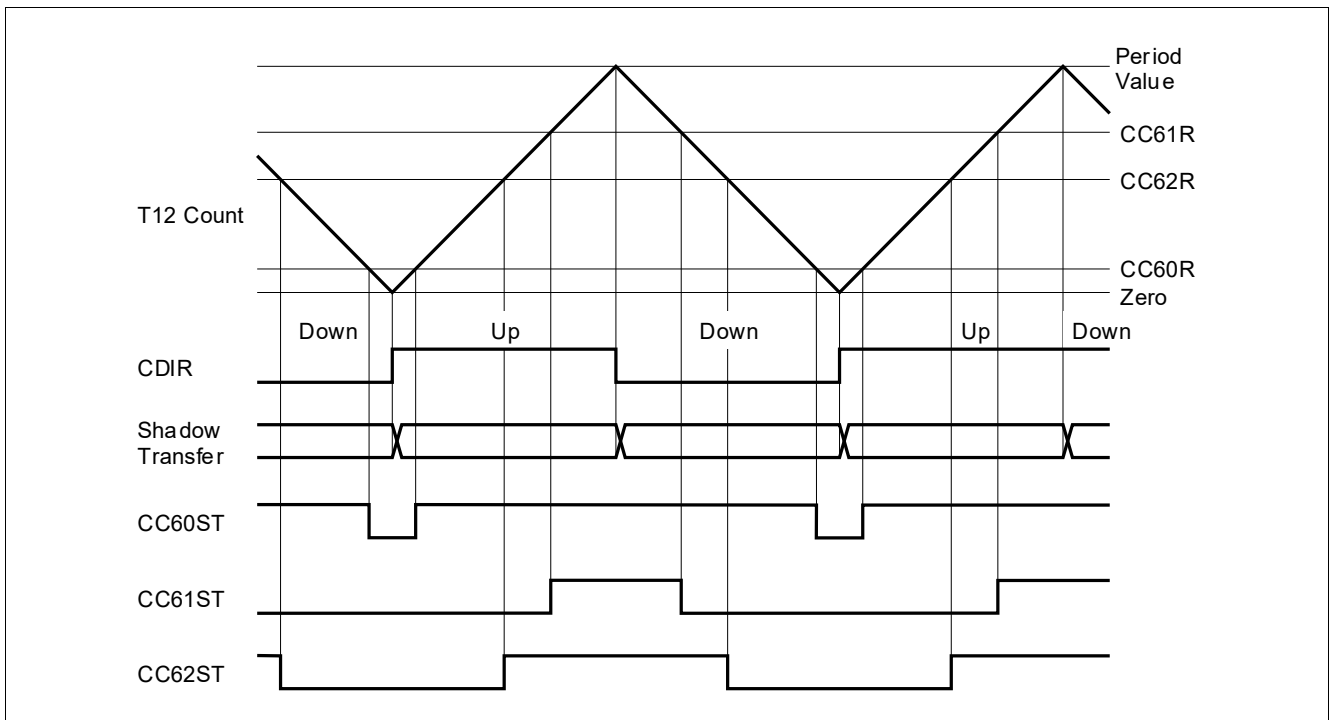 Period
Value
CC61R
CC62R
T12 Count
CC60R
Zero
Down
Up
Down
Up
Down
CDIR
Shadow
Transfer
CC60ST
CC61ST
CC62ST